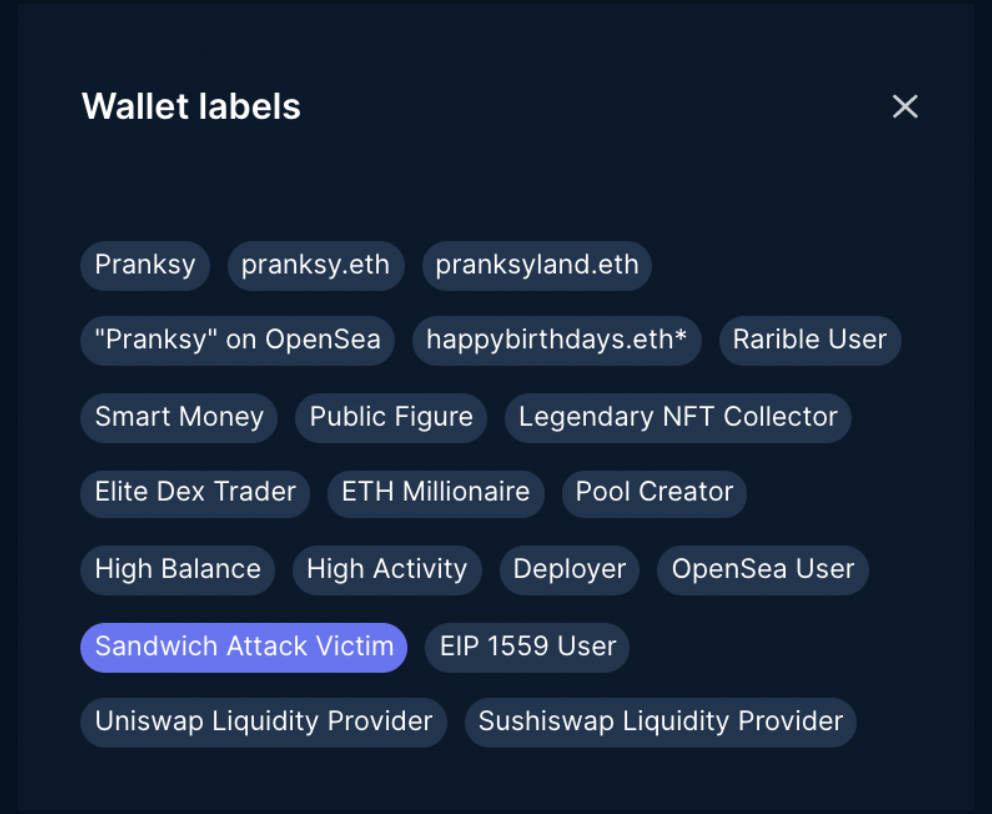 Wallet labels
Pranksy pranksy.eth pranksyland.eth
"Pranksy" on OpenSea happybirthdays.eth* Rarible User
Smart Money Public Figure Legendary NFT Collector
Elite Dex Trader ETH Millionaire Pool Creator
High Balance High Activity Deployer OpenSea User
Sandwich Attack Victim EIP 1559 User
Uniswap Liquidity Provider Sushiswap Liquidity Provider